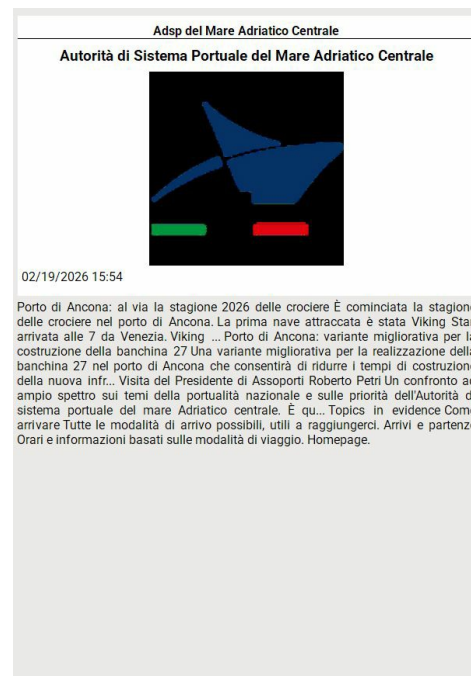 Adsp del Mare Adriatico Centrale
Autorità di Sistema Portuale del Mare Adriatico Centrale
02/19/2026 15:54
Porto di Ancona: al via la stagione 2026 delle crociere È cominciata la stagione
delle crociere nel porto di Ancona. La prima nave attraccata è stata Viking Star
arrivata alle 7 da Venezia. Viking ... Porto di Ancona: variante migliorativa per la
costruzione della banchina 27 Una variante migliorativa per la realizzazione della
banchina 27 nel porto di Ancona che consentirà di ridurre i tempi di costruzione
della nuova infr... Visita del Presidente di Assoporti Roberto Petri Un confronto ad
ampio spettro sui temi della portualità nazionale e sulle priorità dell'Autorità di
sistema portuale del mare Adriatico centrale. È qu... Topics in evidence Come
arrivare Tutte le modalità di arrivo possibili, utili a raggiungerci. Arrivi e partenze
Orari e informazioni basati sulle modalità di viaggio. Homepage.